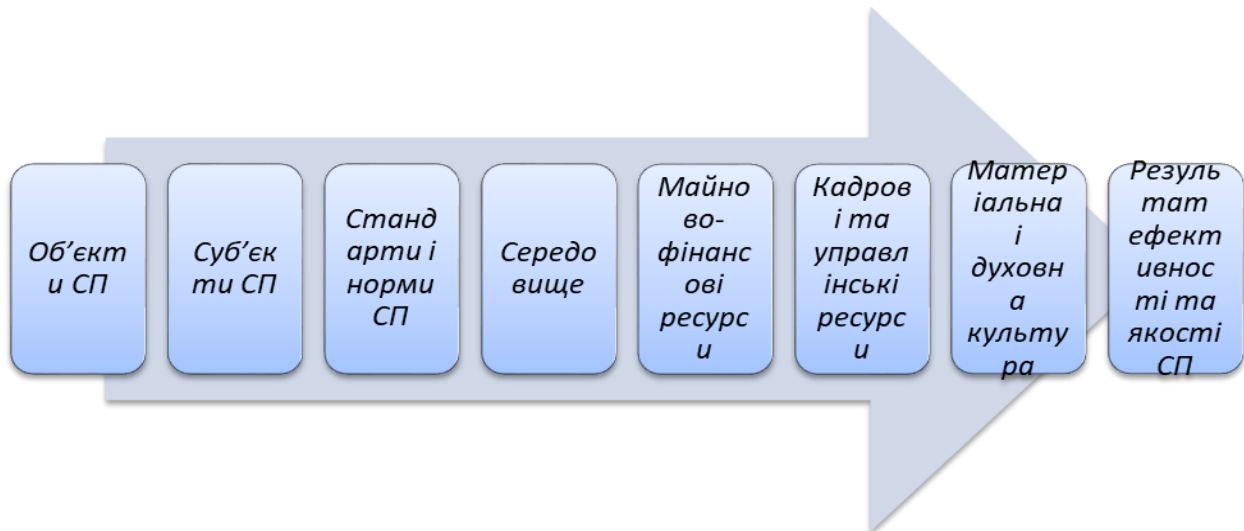 Об’єкт
и СП
Суб’єк
ти СП
Станд
арти і
норми
СП
Середо
вище
Майно
во-
фінанс
ові
ресурс
и
Кадров
і та
управл
інські
ресурс
и
Матер
іальна
і
духовн
а
культу
ра
Резуль
тат
ефект
ивнос
ті та
якості
СП